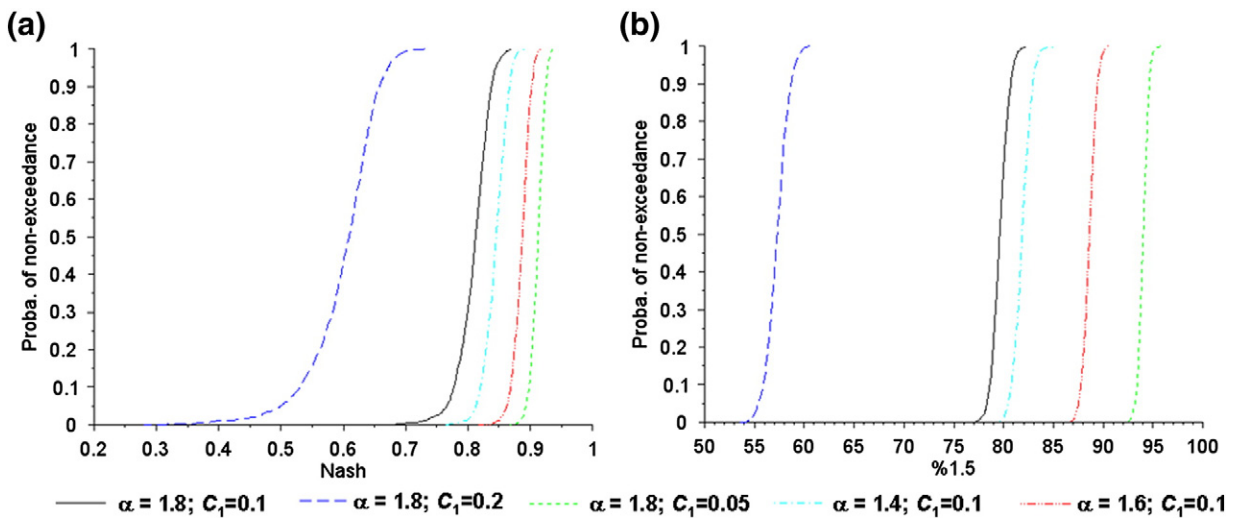 (a)
Proba. of non-exceedance
1
0.9
0.8
0.7
0.6
0.5
0.4
0.3
0.2
0.1
0
0.2 0.3 0.4 0.5 0.6 0.7 0.8 0.9 1
Nash
(b)
Proba. of non-exceedance
1
0.9
0.8
0.7
0.6
0.5
0.4
0.3
0.2
0.1
0
50 55 60 65 70 75 80 85 90 95 100
%1.5
α = 1.8; C₁=0.1 α = 1.8; C₁=0.2 α = 1.8; C₁=0.05 α = 1.4; C₁=0.1 α = 1.6; C₁=0.1